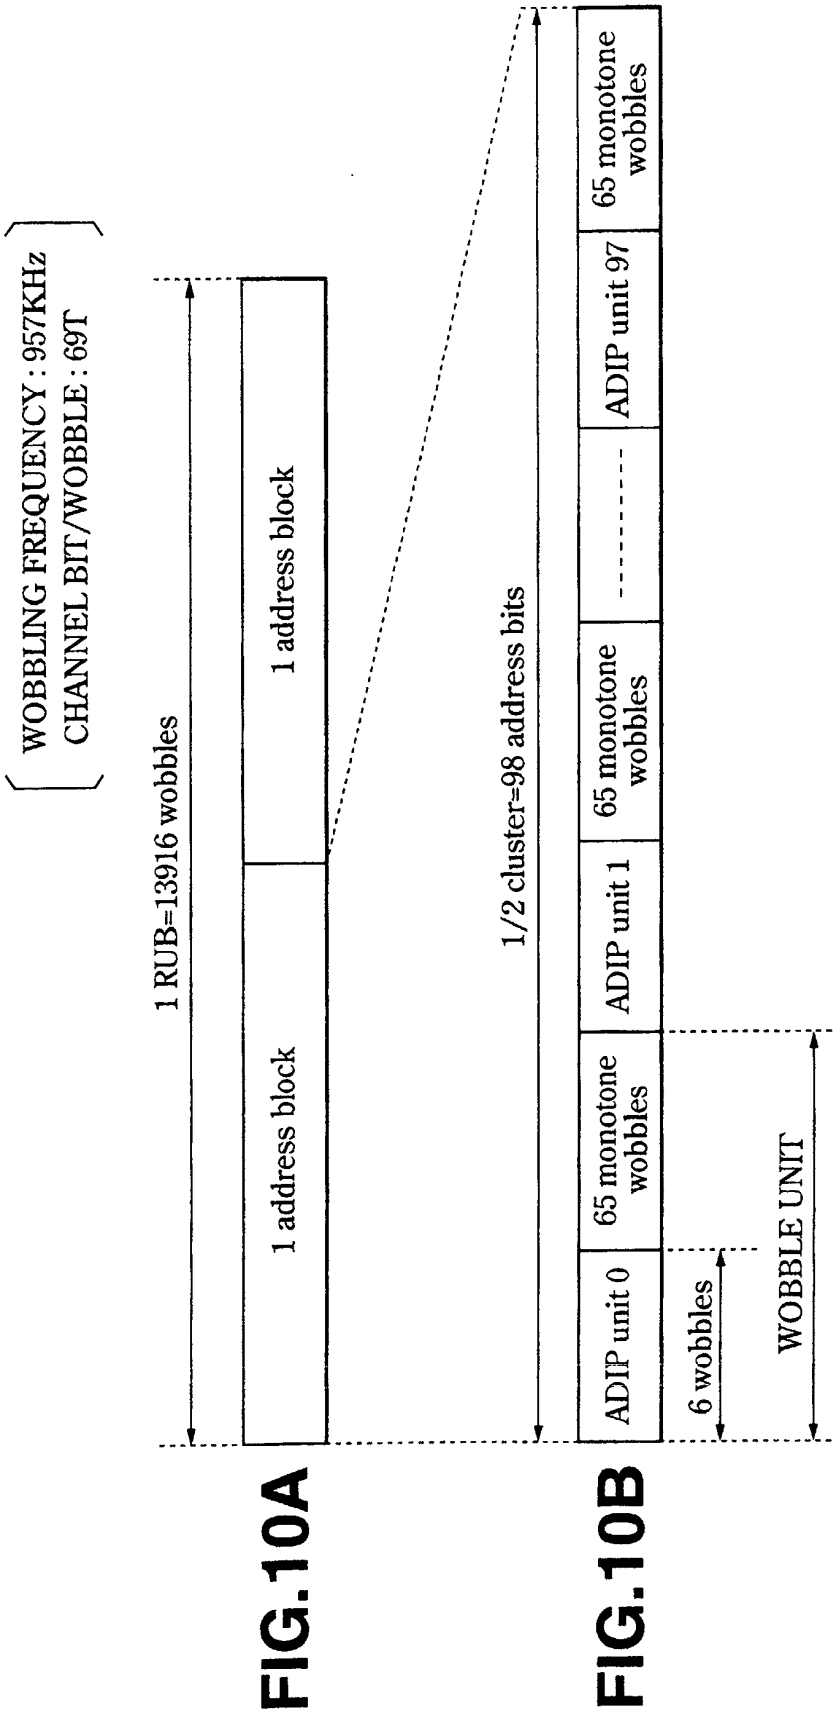 WOBBLING FREQUENCY : 957KHz
CHANNEL BIT/WOBBLE : 69T
1 RUB=13916 wobbles
1 address block
1 address block
FIG.10A
1/2 cluster=98 address bits
ADIP unit 0
65 monotone
wobbles
ADIP unit 1
65 monotone
wobbles
ADIP unit 97
65 monotone
wobbles
6 wobbles
WOBBLE UNIT
FIG.10B